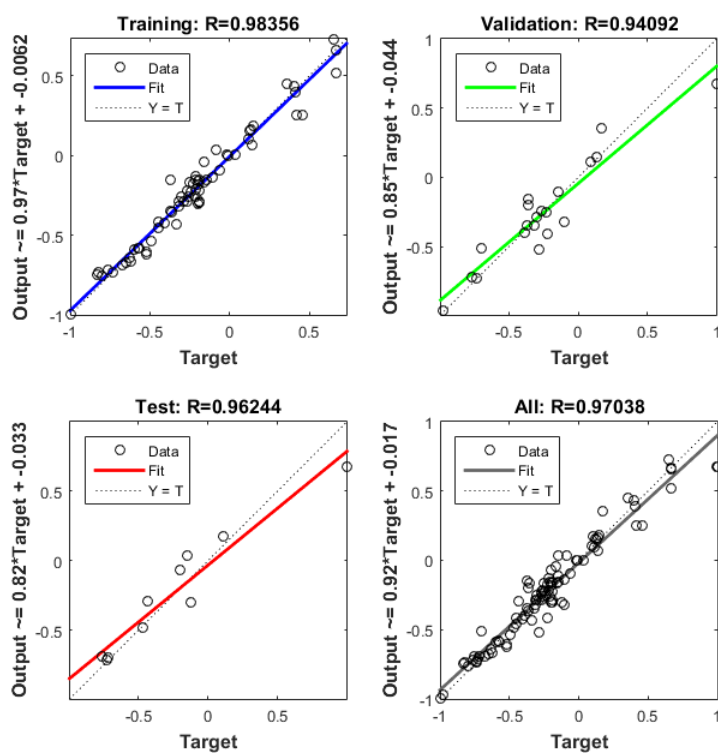 Training: R=0.98356
Output ~= 0.97*Target + -0.0062
Data
Fit
Y = T
0.5
0
-0.5
-1
-1
-0.5
0
0.5
Target
Validation: R=0.94092
Output ~= 0.85*Target + -0.044
Data
Fit
Y = T
1
0.5
0
-0.5
-0.5
0
0.5
1
Target
Test: R=0.96244
Output ~= 0.82*Target + -0.033
Data
Fit
Y = T
0.5
0
-0.5
-0.5
0
0.5
Target
All: R=0.97038
Output ~= 0.92*Target + -0.017
Data
Fit
Y = T
1
0.5
0
-0.5
-1
-1
-0.5
0
0.5
1
Target